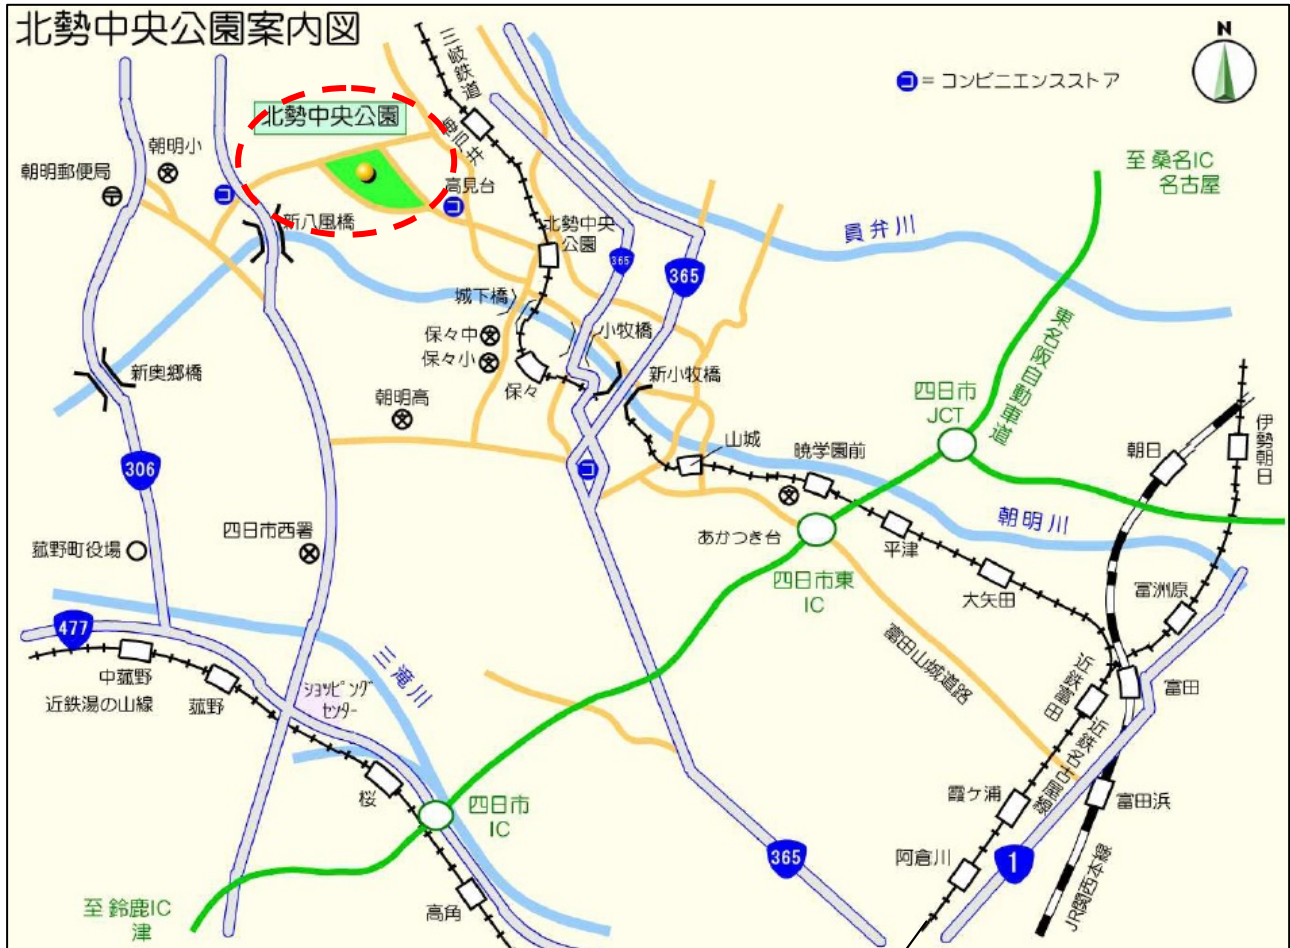 北勢中央公園案内図
N
コ = コンビニエンスストア
三岐鉄道
北勢中央公園
朝明小
朝明郵便局
コ
高見台
コ
新八風橋
北勢中央
公園
至 桑名IC
名古屋
員弁川
365
365
城下橋
小牧橋
保々中
保々小
保々
新小牧橋
新奥郷橋
朝明高
東名阪自動車道
四日市
JCT
山城
暁学園前
朝日
伊勢朝日
306
コ
朝明川
四日市西署
菰野町役場
あかつき台
平津
四日市東
IC
大矢田
富洲原
477
中菰野
近鉄湯の山線
菰野
三滝川
ショッピング
センター
富田山城道路
近鉄富田
富田
近鉄名古屋線
桜
四日市
IC
霞ヶ浦
富田浜
365
阿倉川
1
JR関西本線
至 鈴鹿IC
津
高角